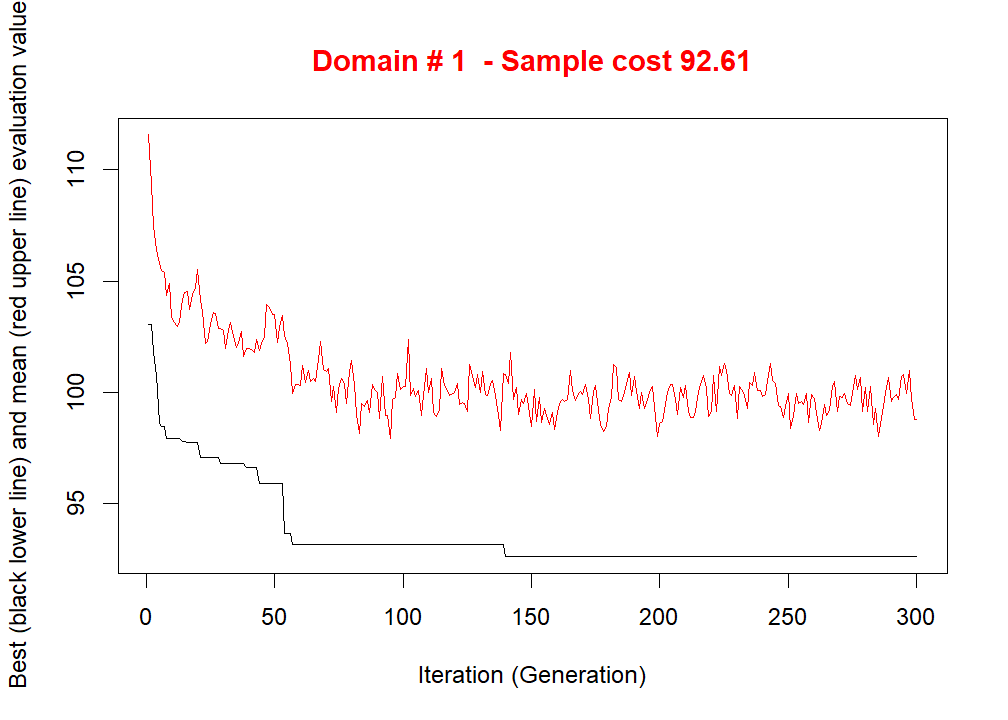 Domain # 1  - Sample cost 92.61
Best (black lower line) and mean (red upper line) evaluation value
110
105
100
95
0 50 100 150 200 250 300
Iteration (Generation)